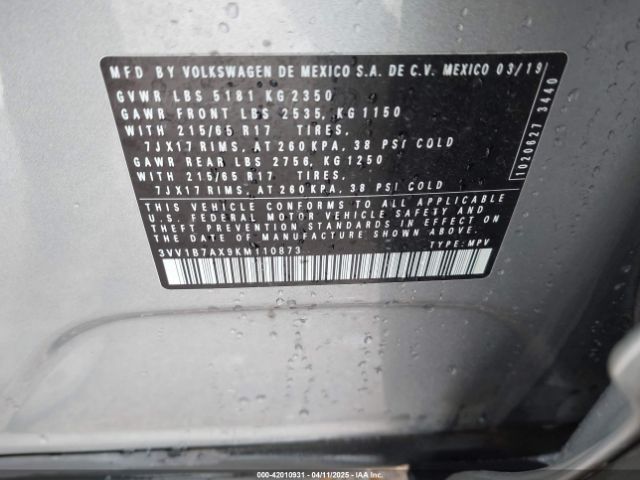 MFD BY VOLKSWAGEN DE MEXICO S.A. DE C.V. MEXICO 03/19
GVWR LBS 5181 KG 2350
GAWR FRONT LBS 2535, KG 1150
WITH 215/65 R17 TIRES,
7JX17 RIMS, AT 260 KPA, 38 PSI COLD
GAWR REAR LBS 2756, KG 1250
WITH 215/65 R17 TIRES,
7JX17 RIMS, AT 260 KPA, 38 PSI COLD
THIS VEHICLE CONFORMS TO ALL APPLICABLE
U.S. FEDERAL MOTOR VEHICLE SAFETY AND
THEFT PREVENTION STANDARDS IN EFFECT ON
THE DATE OF MANUFACTURE SHOWN ABOVE.
3VV1B7AX9KM110873 TYPE: MPV
1020627 3440
000-42010931 - 04/11/2025 - IAAI.COM